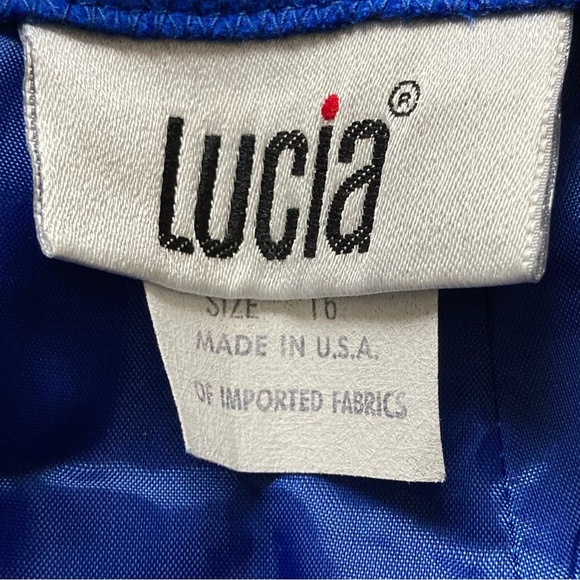 Lucia®
SIZE 16
MADE IN U.S.A.
OF IMPORTED FABRICS